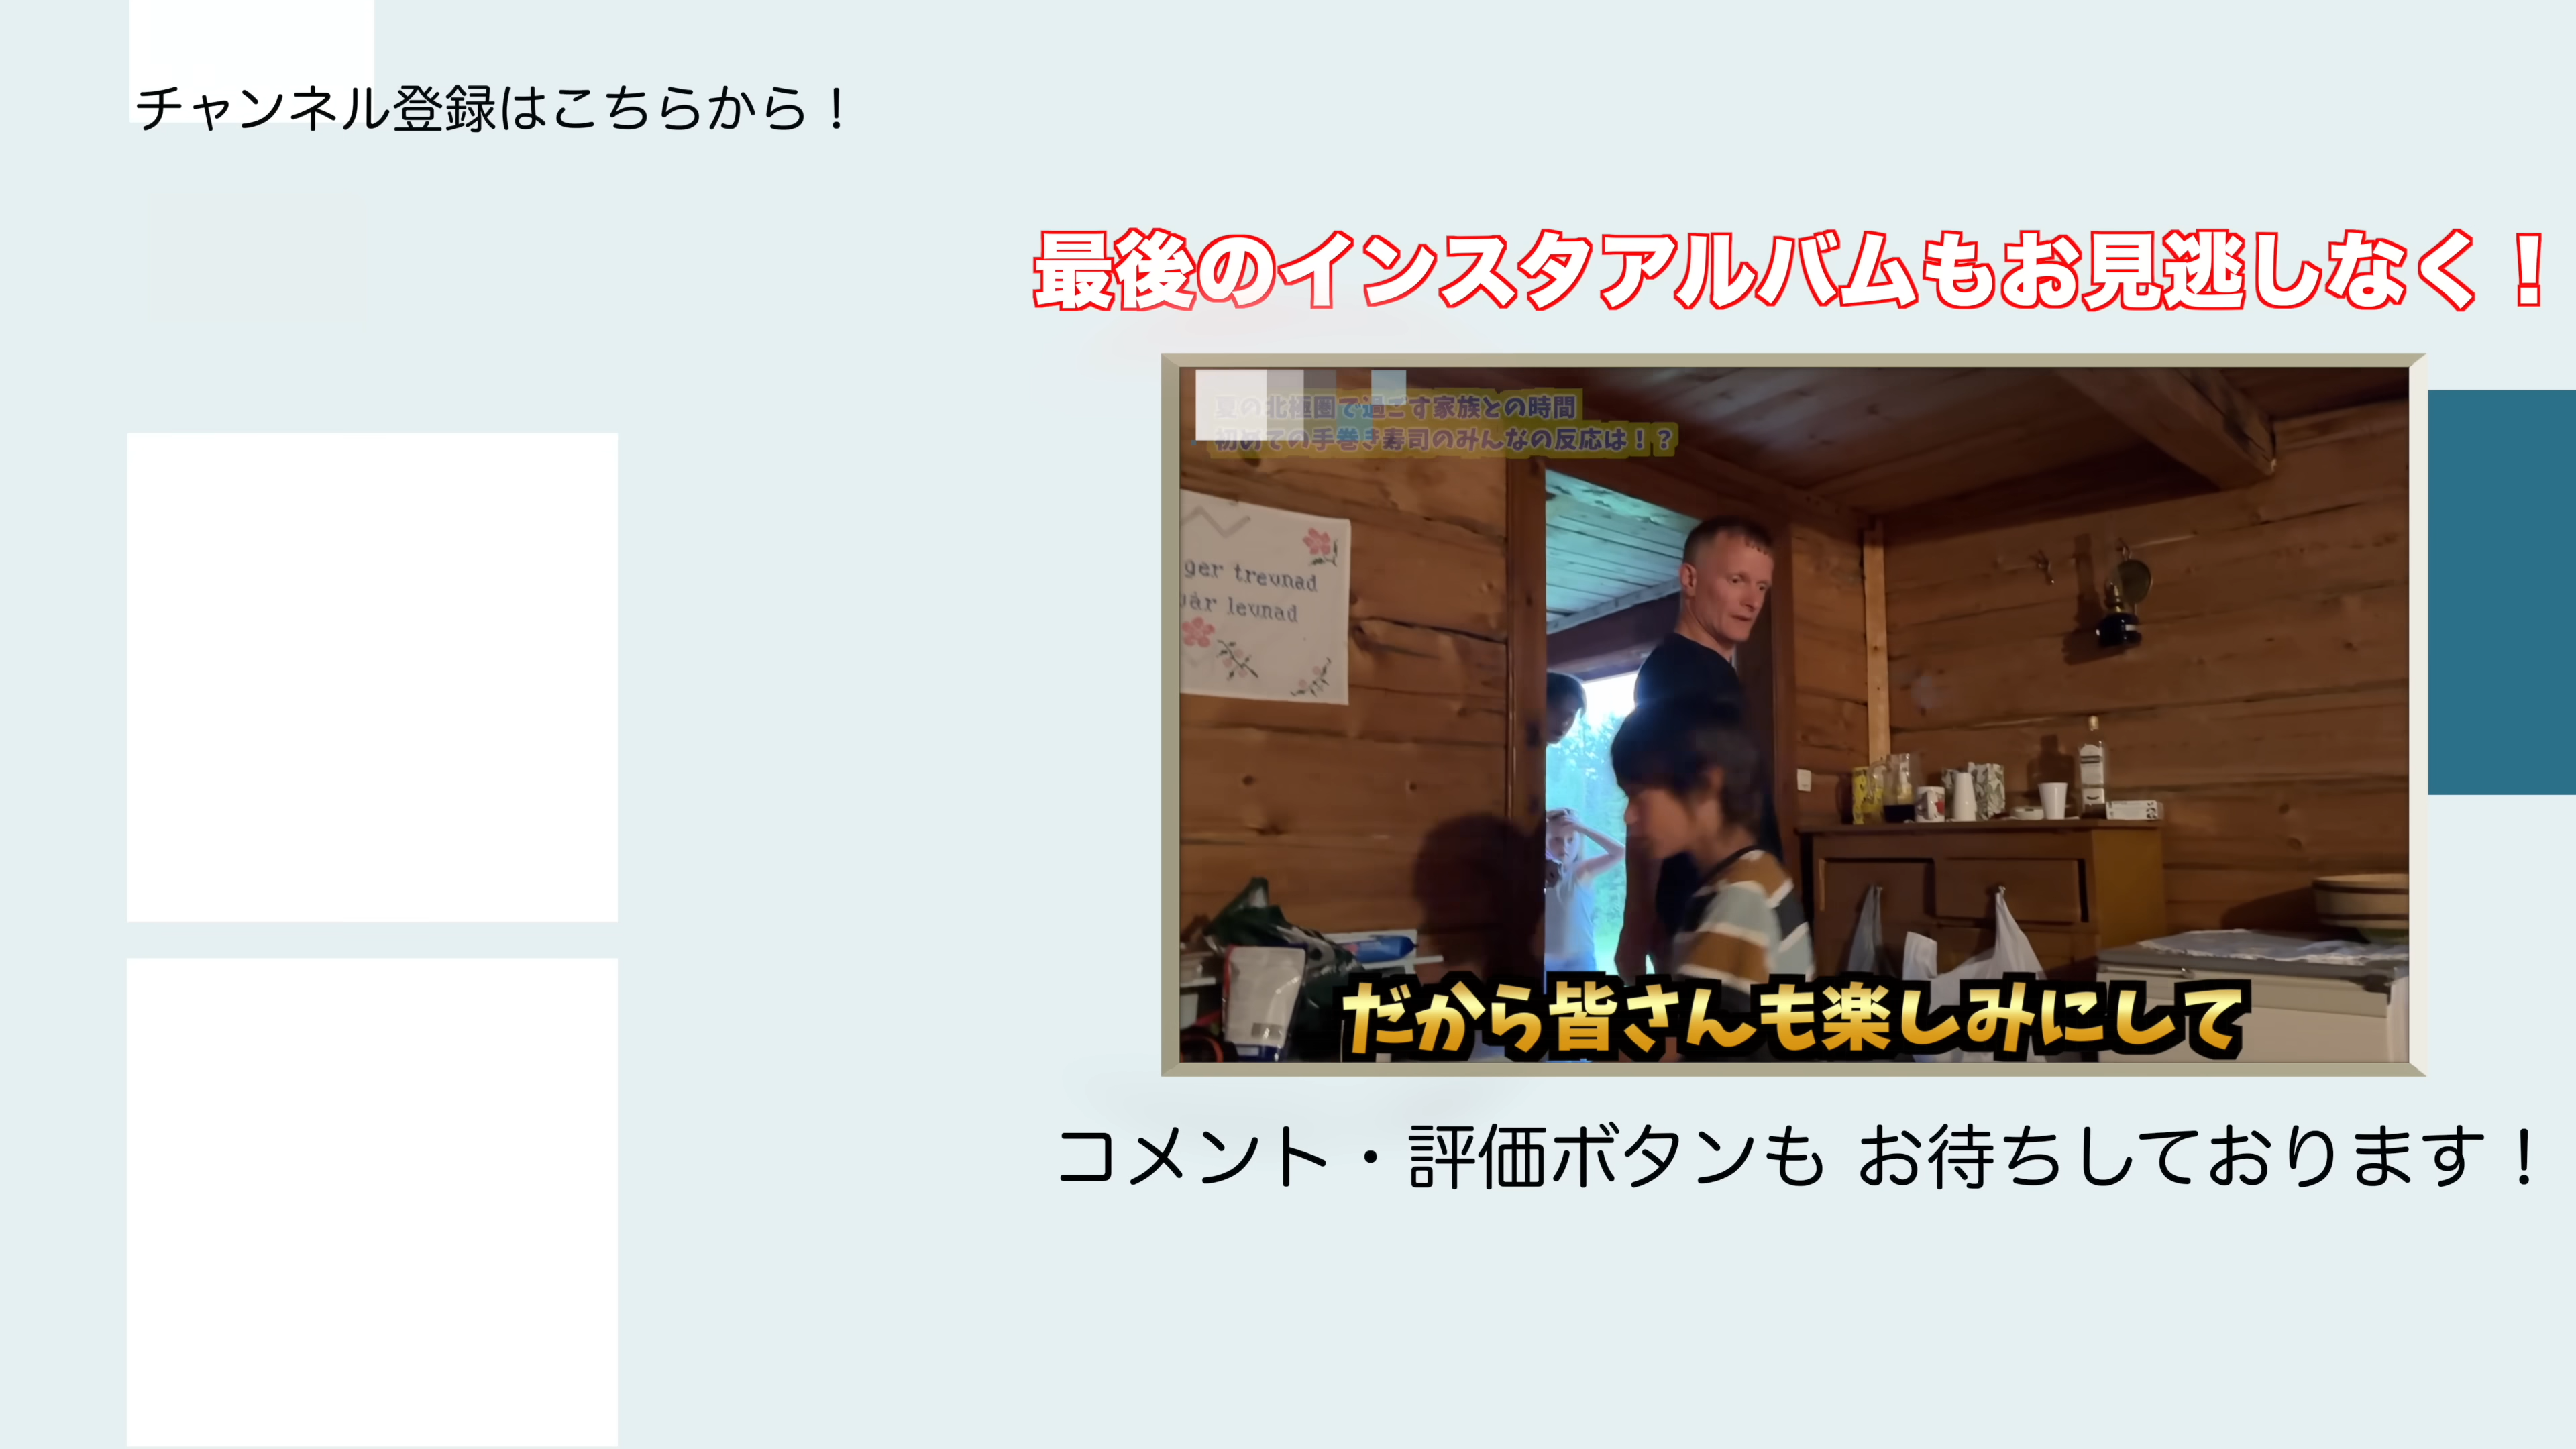 チャンネル登録はこちらから！
最後のインスタアルバムもお見逃しなく！
夏の北極圏で過ごす家族との時間
初めての手巻き寿司のみんなの反応は！？
ger trevnad
vår levnad
だから皆さんも楽しみにして
コメント・評価ボタンも お待ちしております！